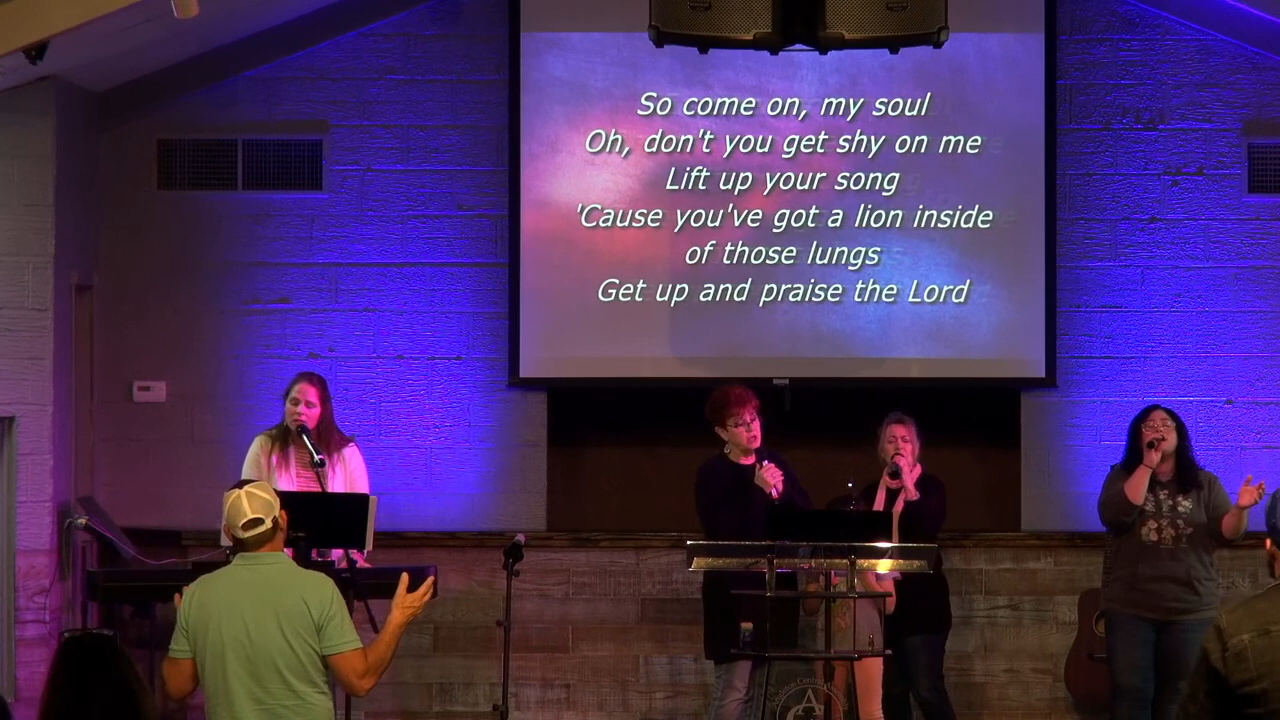 So come on, my soul
Oh, don't you get shy on me
Lift up your song
'Cause you've got a lion inside
of those lungs
Get up and praise the Lord